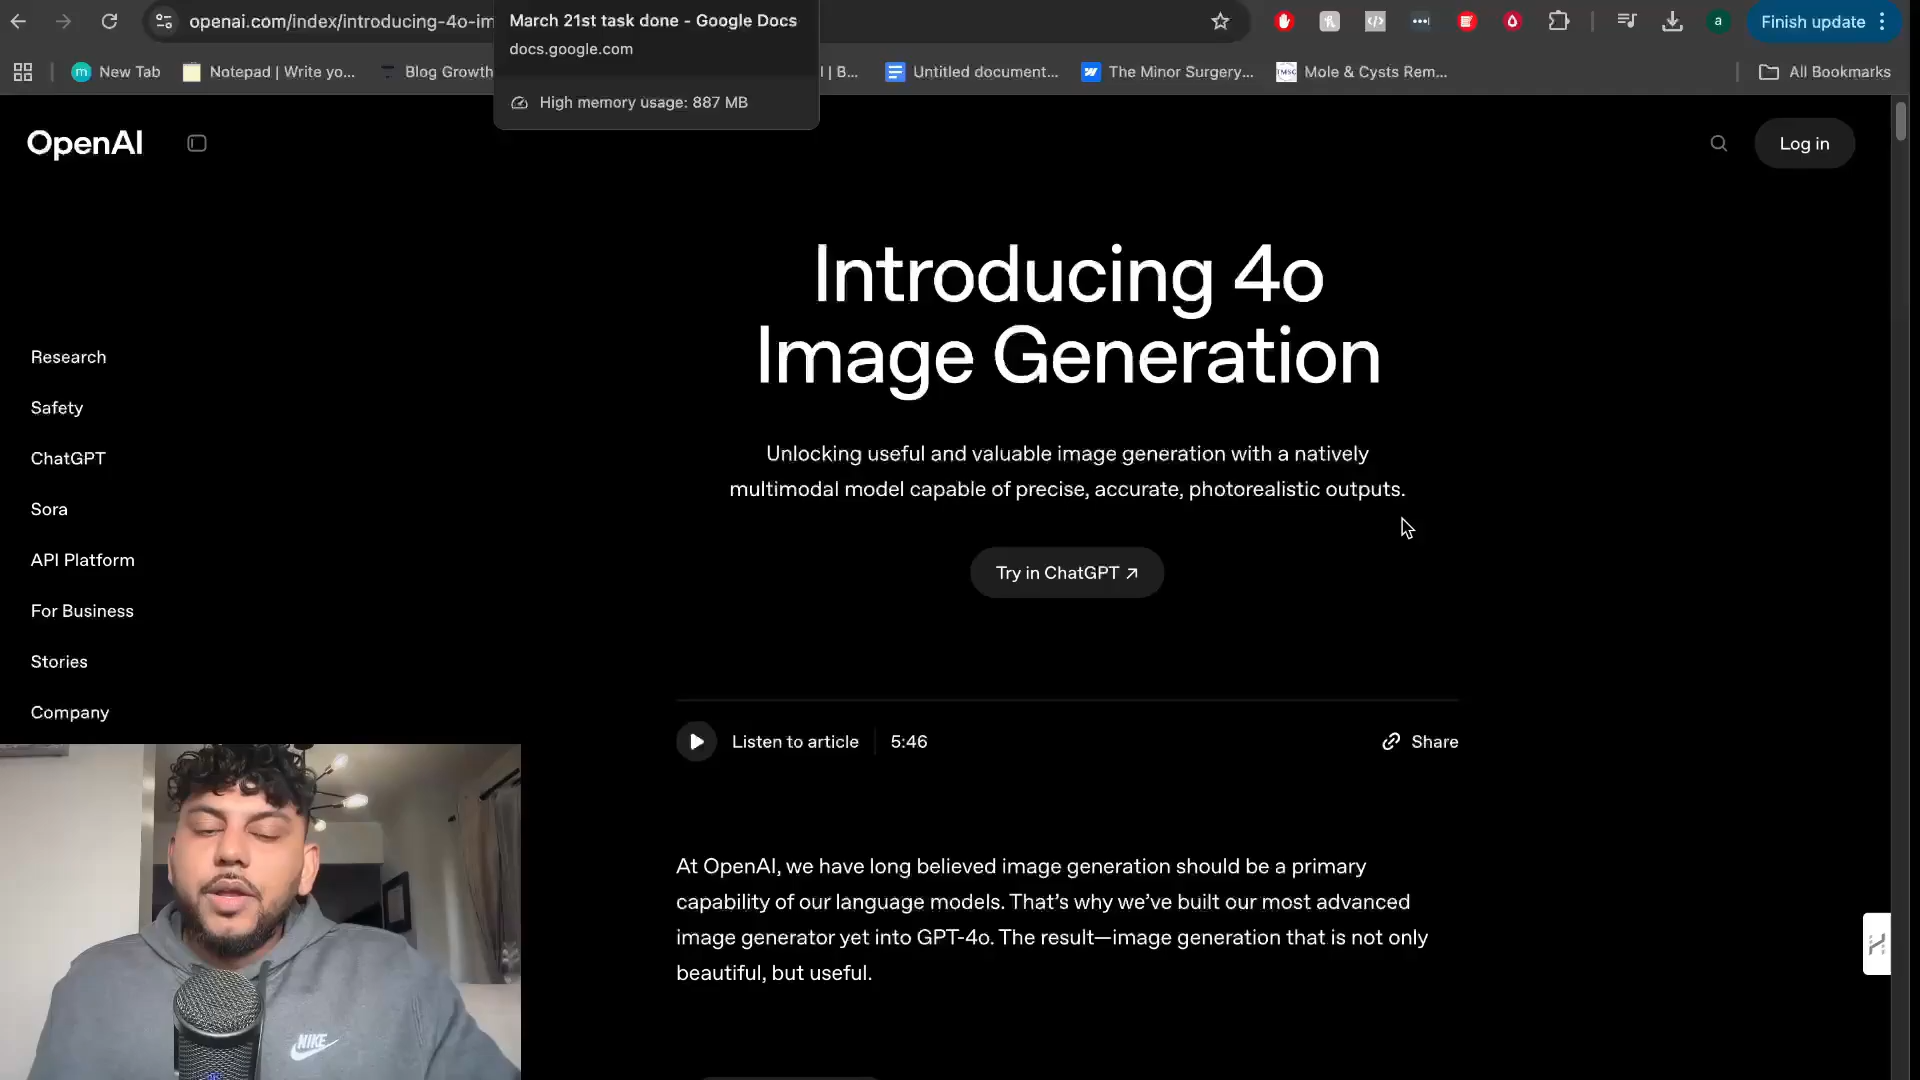 openai.com/index/introducing-4o-im
March 21st task done - Google Docs
docs.google.com
High memory usage: 887 MB
a
Finish update
m
New Tab
Notepad | Write yo...
Blog Growth
l | B...
Untitled document...
The Minor Surgery...
TMSC
Mole & Cysts Rem...
All Bookmarks
OpenAI
Log in
Introducing 4o
Image Generation
Unlocking useful and valuable image generation with a natively
multimodal model capable of precise, accurate, photorealistic outputs.
Try in ChatGPT ↗
Research
Safety
ChatGPT
Sora
API Platform
For Business
Stories
Company
Listen to article
5:46
Share
At OpenAI, we have long believed image generation should be a primary
capability of our language models. That's why we've built our most advanced
image generator yet into GPT-4o. The result—image generation that is not only
beautiful, but useful.
NIKE